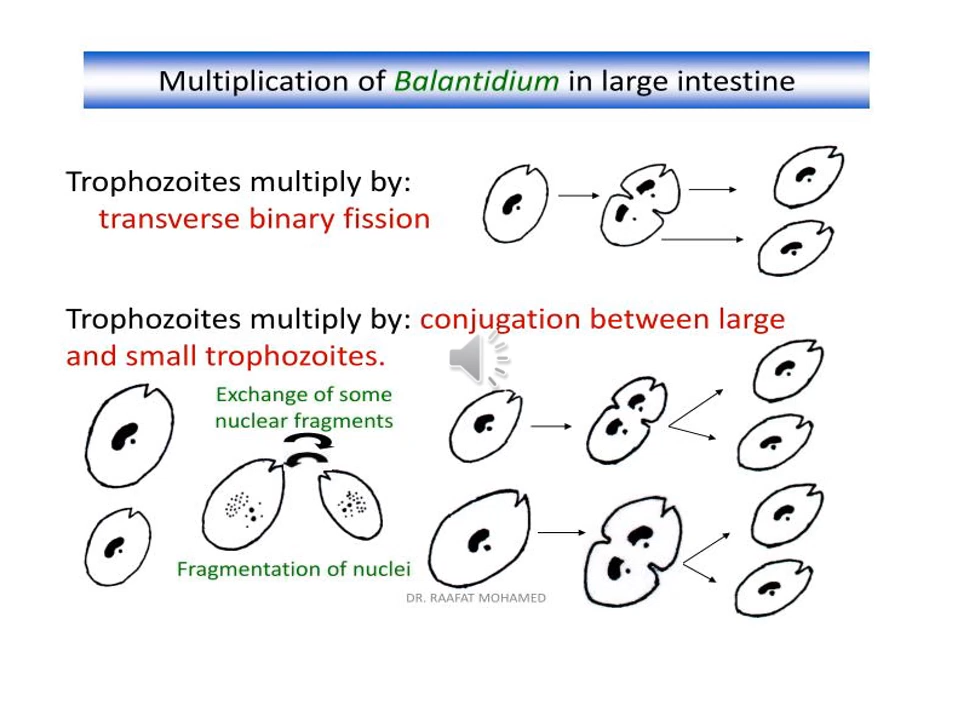 Multiplication of Balantidium in large intestine
Trophozoites multiply by:
transverse binary fission
Trophozoites multiply by: conjugation between large
and small trophozoites.
Exchange of some
nuclear fragments
Fragmentation of nuclei
DR. RAAFAT MOHAMED